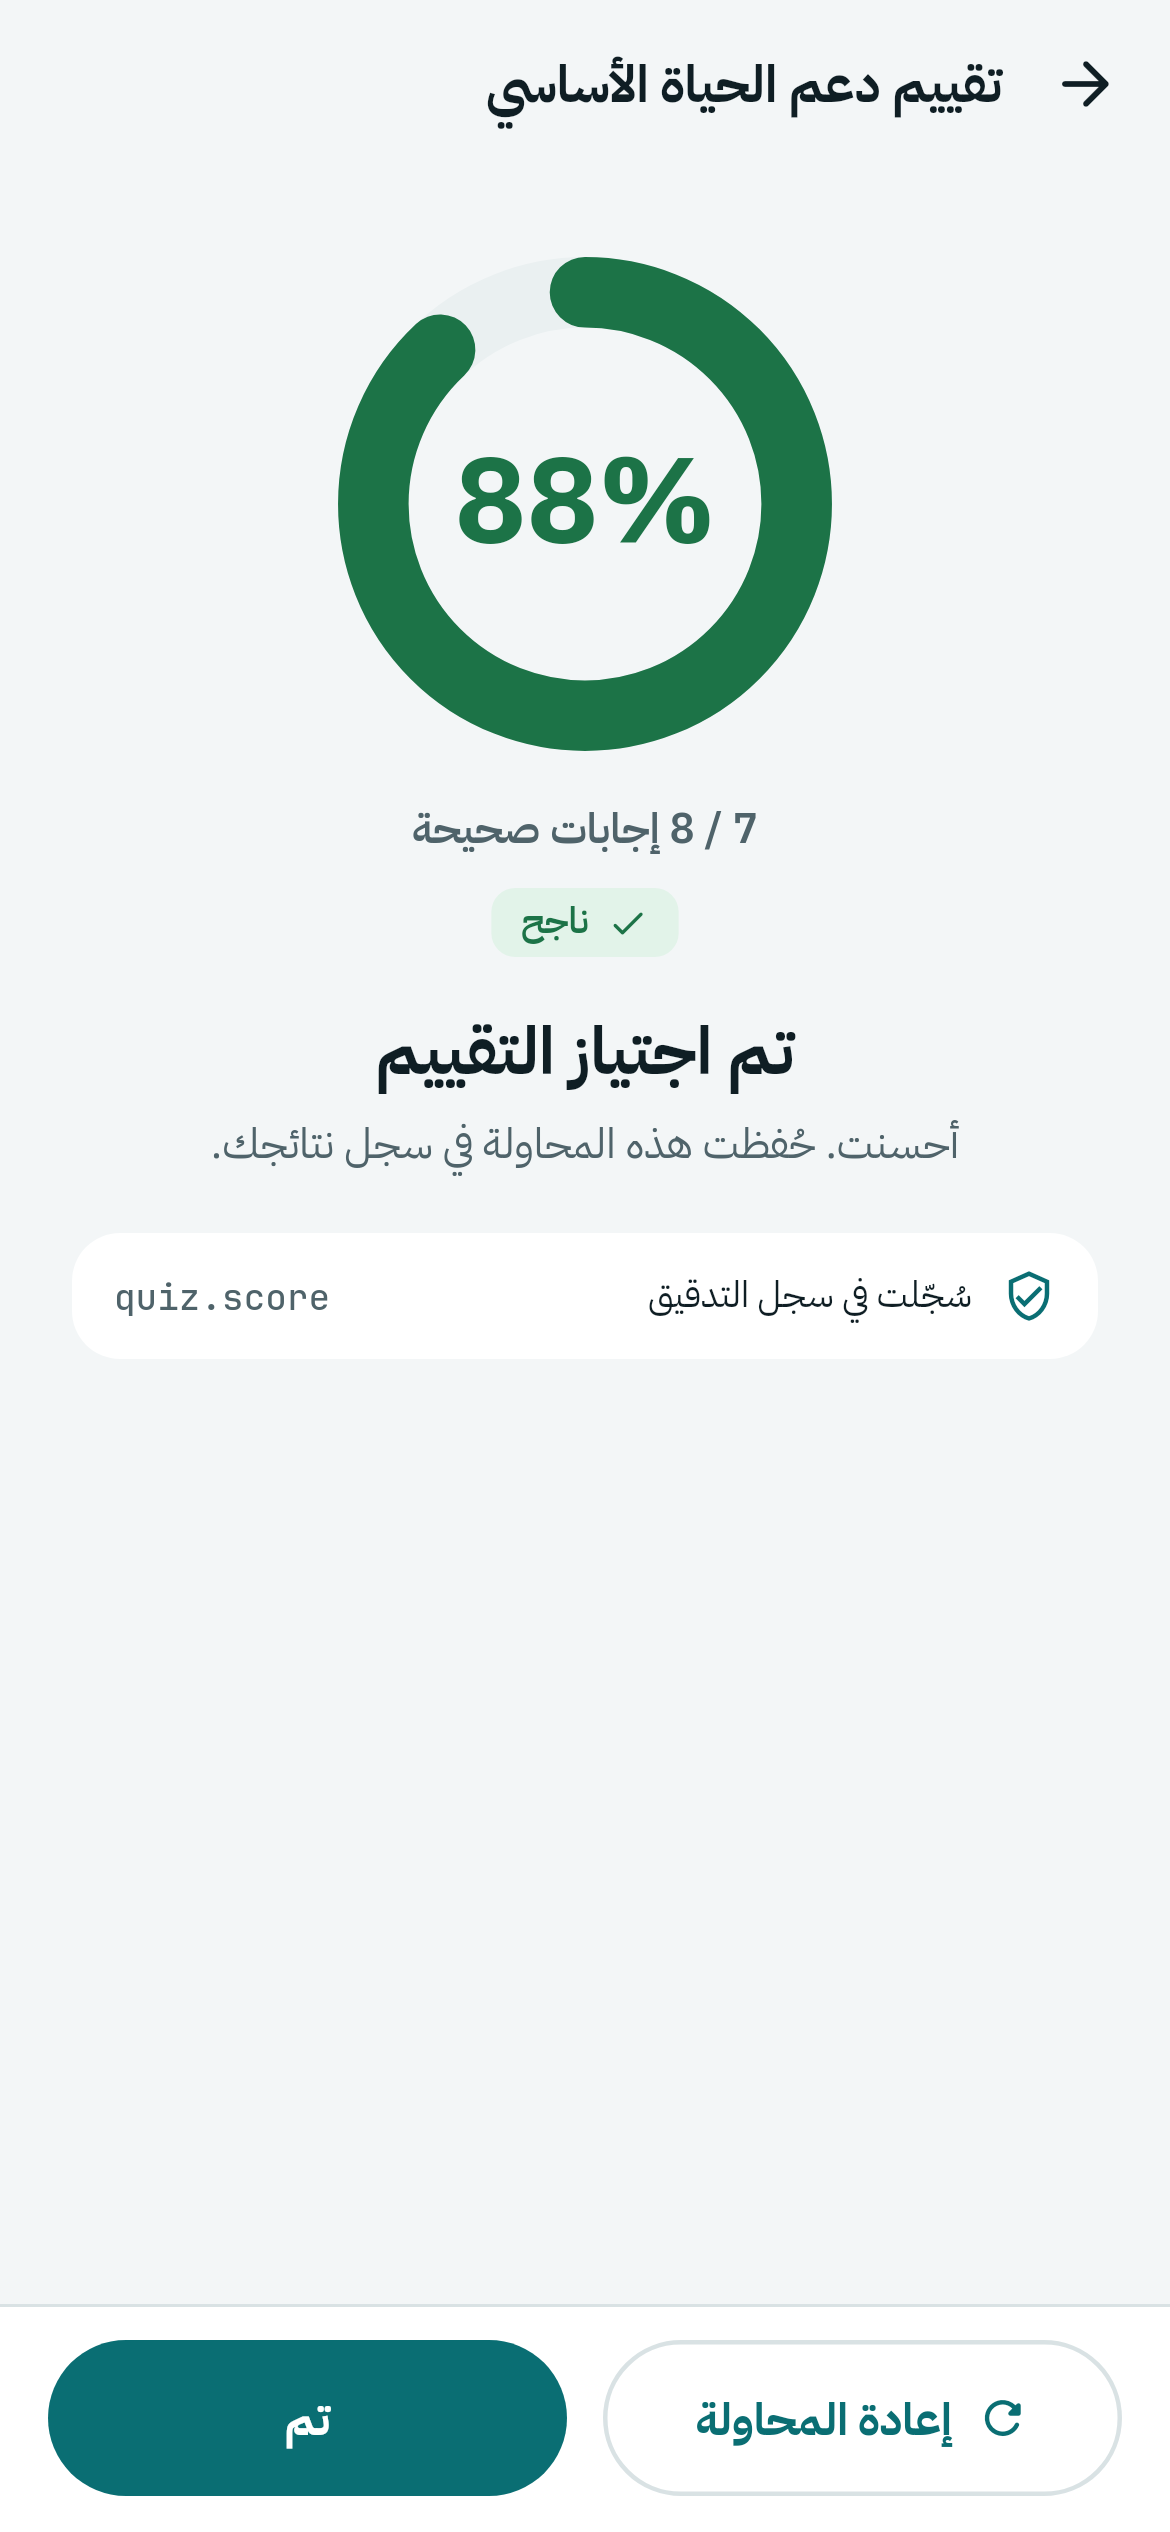 تقييم دعم الحياة الأساسي
88%
7 / 8 إجابات صحيحة
ناجح
تم اجتياز التقييم
أحسنت. حُفظت هذه المحاولة في سجل نتائجك.
سُجّلت في سجل التدقيق
quiz.score
إعادة المحاولة
تم